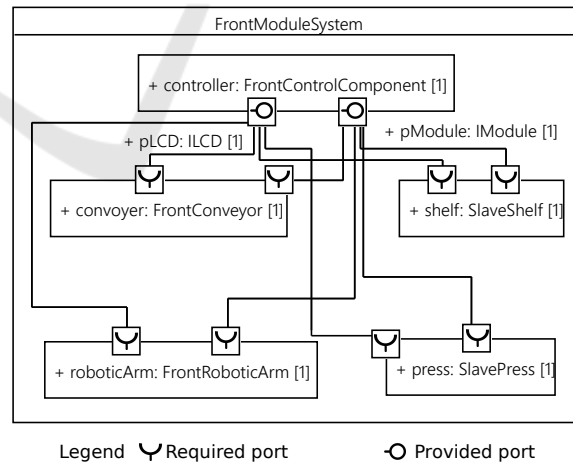 FrontModuleSystem
+ controller: FrontControlComponent [1]
+ pLCD: ILCD [1]
+ pModule: IModule [1]
+ convoyer: FrontConveyor [1]
+ shelf: SlaveShelf [1]
+ roboticArm: FrontRoboticArm [1]
+ press: SlavePress [1]
Legend Required port Provided port